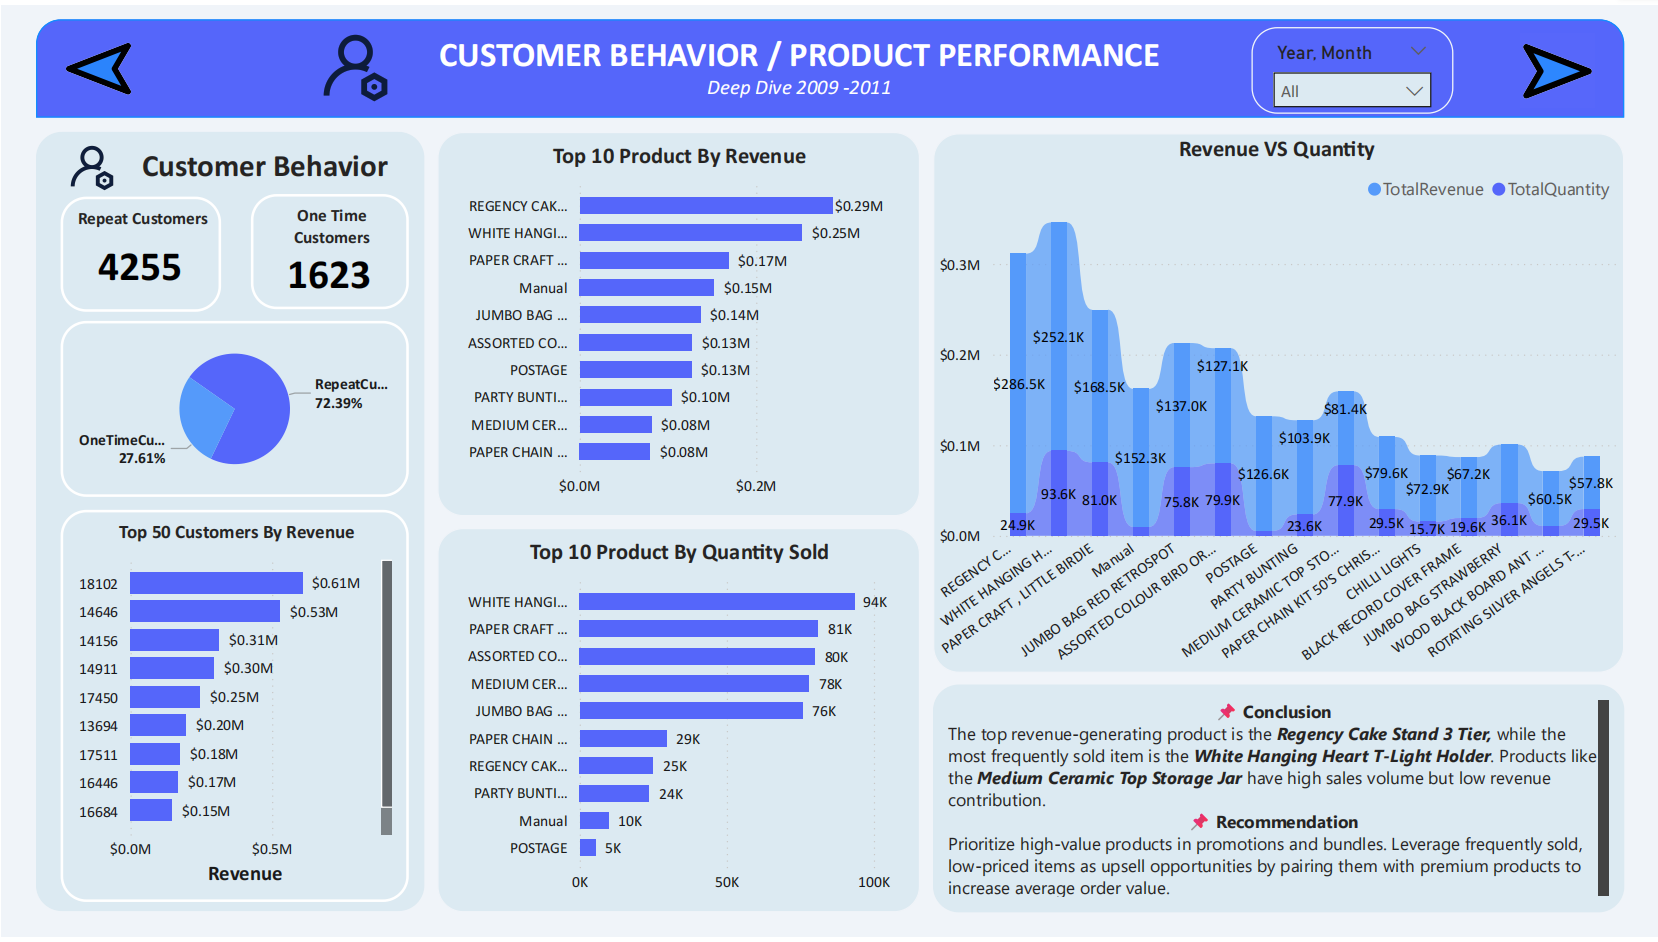 CUSTOMER BEHAVIOR / PRODUCT PERFORMANCE
Deep Dive 2009 -2011
Year, Month
All
Customer Behavior
Repeat Customers
4255
One Time
Customers
1623
RepeatCu...
72.39%
OneTimeCu...
27.61%
Top 50 Customers By Revenue
18102 $0.61M
14646 $0.53M
14156 $0.31M
14911 $0.30M
17450 $0.25M
13694 $0.20M
17511 $0.18M
16446 $0.17M
16684 $0.15M
$0.0M $0.5M
Revenue
Top 10 Product By Revenue
REGENCY CAK... $0.29M
WHITE HANGI... $0.25M
PAPER CRAFT ... $0.17M
Manual $0.15M
JUMBO BAG ... $0.14M
ASSORTED CO... $0.13M
POSTAGE $0.13M
PARTY BUNTI... $0.10M
MEDIUM CER... $0.08M
PAPER CHAIN ... $0.08M
$0.0M $0.2M
Top 10 Product By Quantity Sold
WHITE HANGI... 94K
PAPER CRAFT ... 81K
ASSORTED CO... 80K
MEDIUM CER... 78K
JUMBO BAG ... 76K
PAPER CHAIN ... 29K
REGENCY CAK... 25K
PARTY BUNTI... 24K
Manual 10K
POSTAGE 5K
0K 50K 100K
Revenue VS Quantity
TotalRevenue TotalQuantity
$0.3M
$0.2M
$0.1M
$0.0M
$286.5K
$252.1K
$168.5K
$152.3K
$137.0K
$127.1K
$126.6K
$103.9K
$81.4K
$79.6K
$72.9K
$67.2K
$60.5K
$57.8K
24.9K
93.6K
81.0K
75.8K
79.9K
23.6K
77.9K
29.5K
15.7K
19.6K
36.1K
29.5K
REGENCY C...
WHITE HANGING H...
PAPER CRAFT , LITTLE BIRDIE
Manual
JUMBO BAG RED RETROSPOT
ASSORTED COLOUR BIRD OR...
POSTAGE
PARTY BUNTING
MEDIUM CERAMIC TOP STO...
PAPER CHAIN KIT 50'S CHRIS...
CHILLI LIGHTS
BLACK RECORD COVER FRAME
JUMBO BAG STRAWBERRY
WOOD BLACK BOARD ANT ...
ROTATING SILVER ANGELS T-...
📌 Conclusion
The top revenue-generating product is the Regency Cake Stand 3 Tier, while the
most frequently sold item is the White Hanging Heart T-Light Holder. Products like
the Medium Ceramic Top Storage Jar have high sales volume but low revenue
contribution.
📌 Recommendation
Prioritize high-value products in promotions and bundles. Leverage frequently sold,
low-priced items as upsell opportunities by pairing them with premium products to
increase average order value.